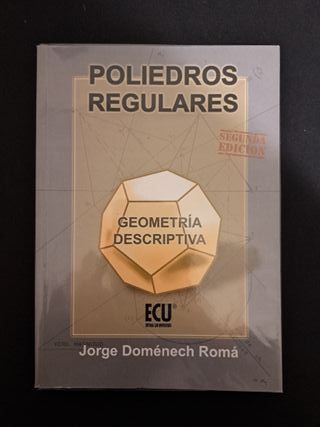 POLIEDROS
REGULARES
SEGUNDA
EDICIÓN
GEOMETRÍA
DESCRIPTIVA
ECU
Jorge Doménech Romá